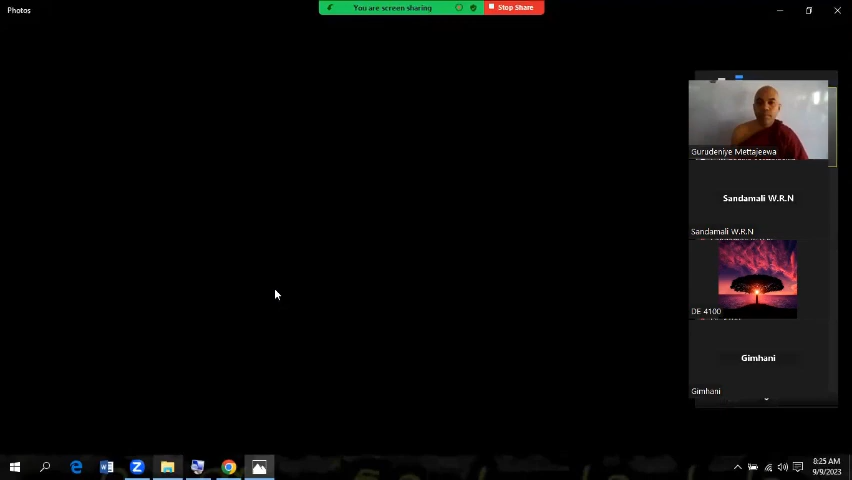 Photos
You are screen sharing
Stop Share
Gurudeniye Mettajeewa
Sandamali W.R.N
Sandamali W.R.N
DE 4100
Gimhani
Gimhani
8:25 AM
9/9/2023